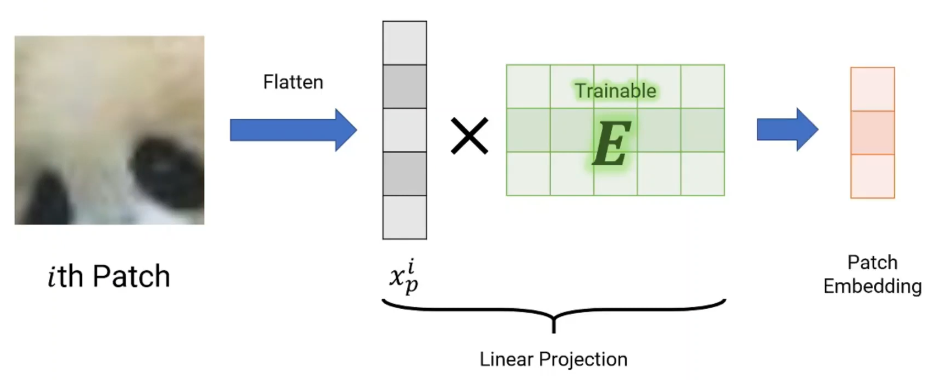 Flatten
Trainable
E
×
ith Patch
x_p^i
Patch
Embedding
Linear Projection